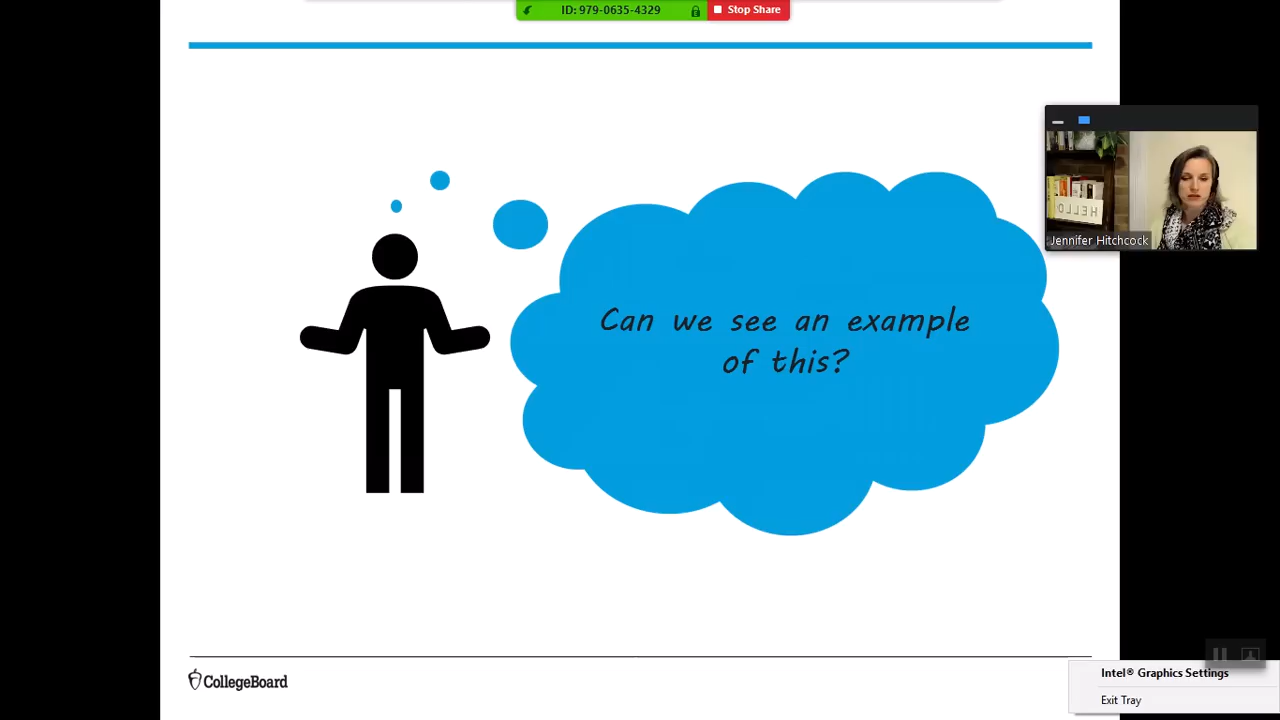 ID: 979-0635-4329
Stop Share
HELLO
Jennifer Hitchcock
Can we see an example
of this?
CollegeBoard
Intel® Graphics Settings
Exit Tray